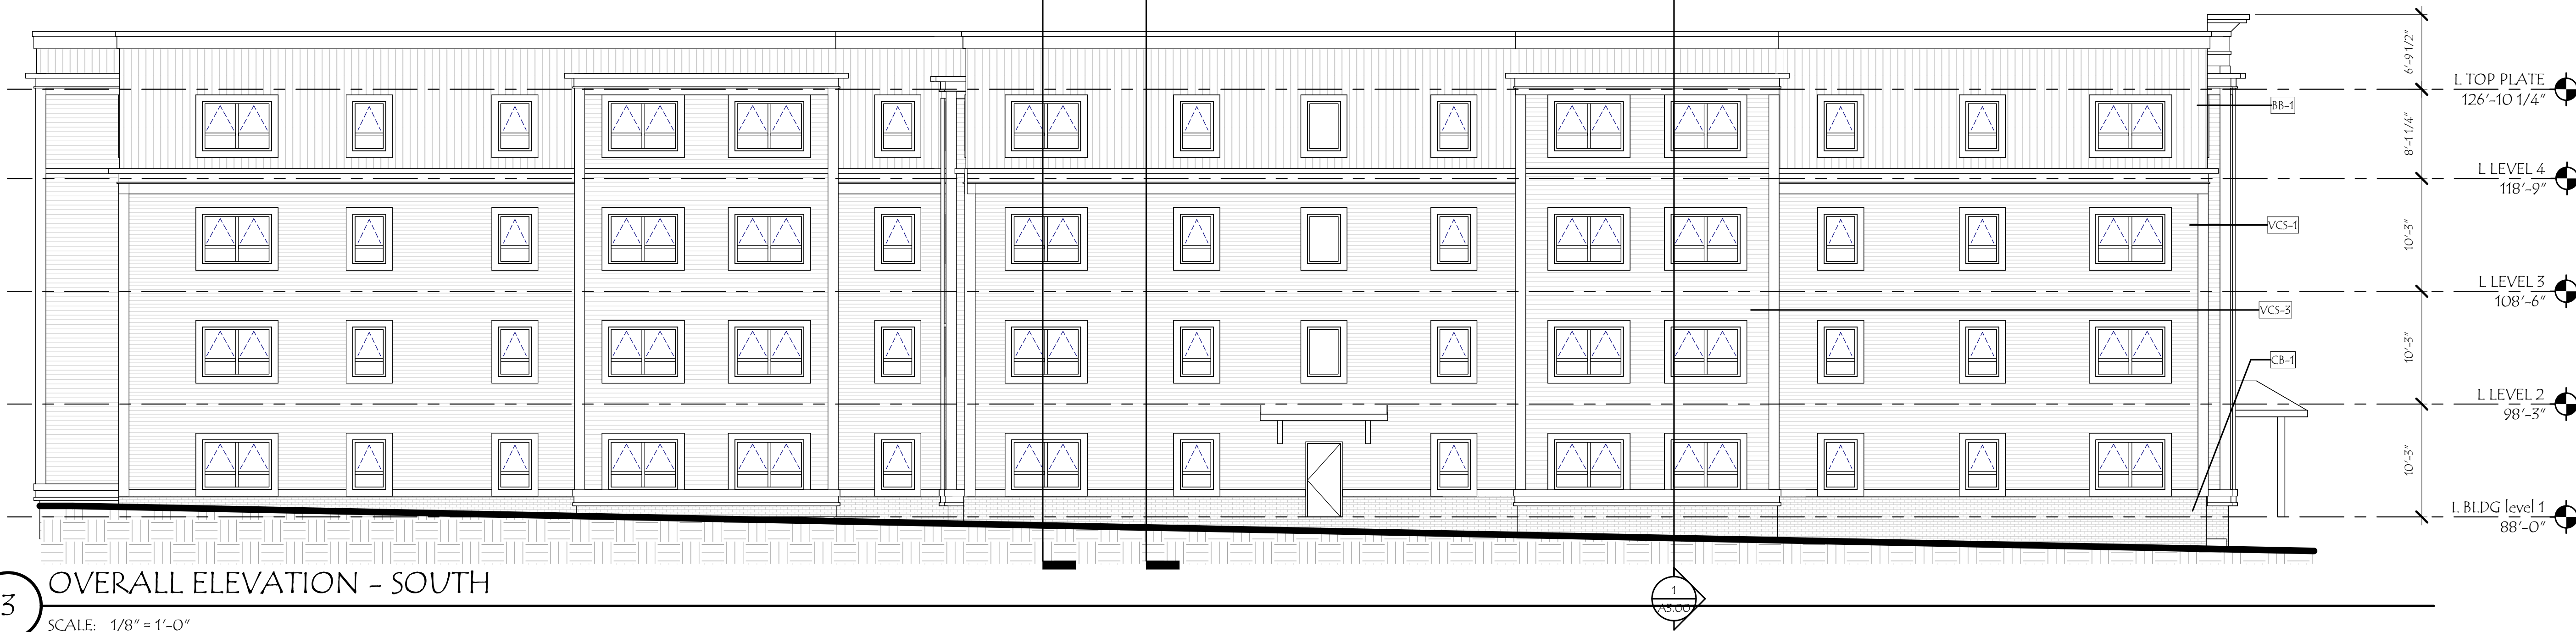 6'-9 1/2"
L TOP PLATE
126'-10 1/4"
BB-1
8'-1 1/4"
L LEVEL 4
118'-9"
VCS-1
10'-3"
L LEVEL 3
108'-6"
VCS-3
10'-3"
CB-1
L LEVEL 2
98'-3"
10'-3"
L BLDG level 1
88'-0"
3
OVERALL ELEVATION - SOUTH
SCALE: 1/8" = 1'-0"
1
A3.00